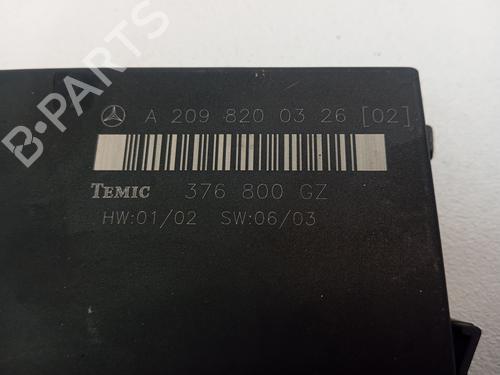 B-PARTS
A 209 820 03 26 [02]
TEMIC 376 800 GZ
HW:01/02 SW:06/03